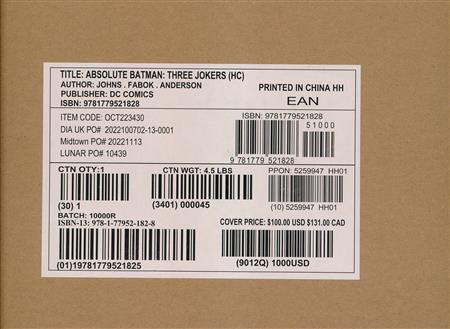 TITLE: ABSOLUTE BATMAN: THREE JOKERS (HC)
AUTHOR: JOHNS . FABOK . ANDERSON
PUBLISHER: DC COMICS
ISBN: 9781779521828
PRINTED IN CHINA HH
EAN
ITEM CODE: OCT223430
DIA UK PO# 2022100702-13-0001
Midtown PO# 20221113
LUNAR PO# 10439
ISBN: 9781779521828
51000
9 781779 521828
CTN QTY:1
(30) 1
CTN WGT: 4.5 LBS
(3401) 000045
PPON: 5259947 HH01
(10) 5259947 HH01
BATCH: 10000R
ISBN-13: 978-1-77952-182-8
(01)19781779521825
COVER PRICE: $100.00 USD $131.00 CAD
(9012Q) 1000USD